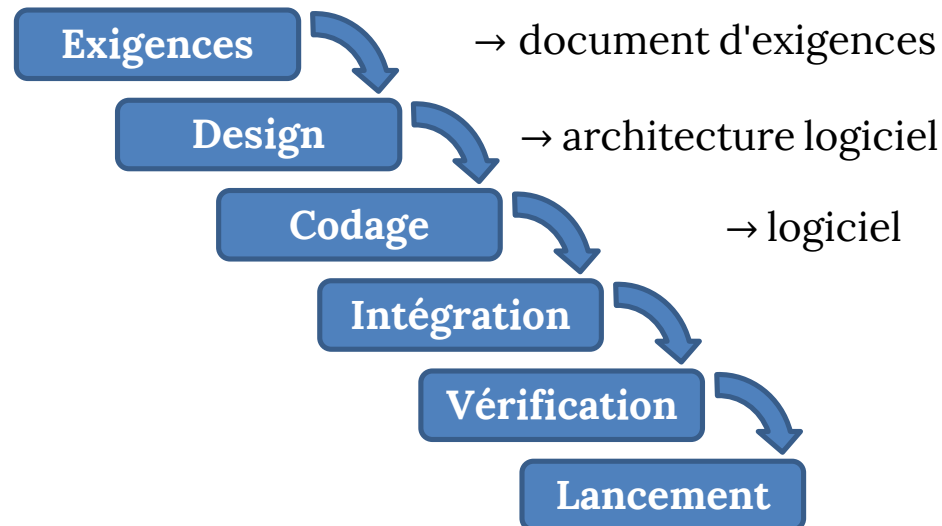 Exigences
→ document d'exigences
Design
→ architecture logiciel
Codage
→ logiciel
Intégration
Vérification
Lancement